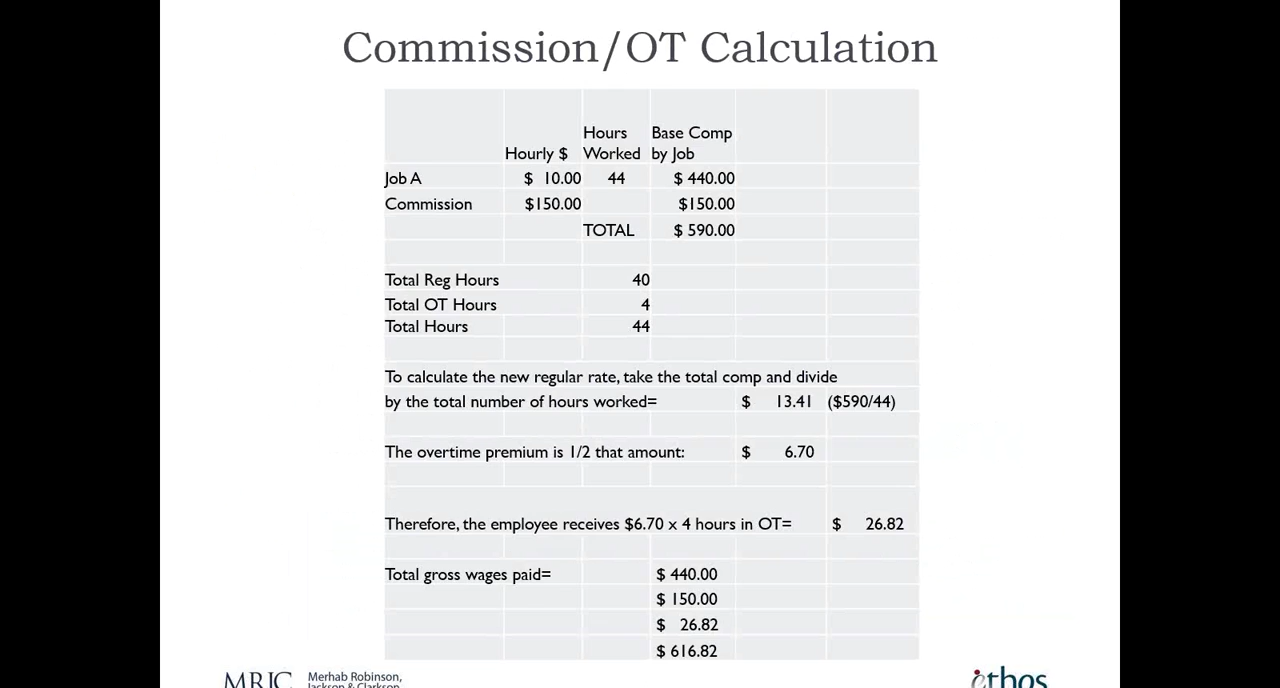 Commission/OT Calculation
Hourly $ Hours Worked Base Comp by Job
Job A $ 10.00 44 $ 440.00
Commission $150.00 $150.00
TOTAL $ 590.00
Total Reg Hours 40
Total OT Hours 4
Total Hours 44
To calculate the new regular rate, take the total comp and divide
by the total number of hours worked= $ 13.41 ($590/44)
The overtime premium is 1/2 that amount: $ 6.70
Therefore, the employee receives $6.70 x 4 hours in OT= $ 26.82
Total gross wages paid= $ 440.00
$ 150.00
$ 26.82
$ 616.82
MRJC Merhab Robinson,
Jackson & Clarkson
ethos